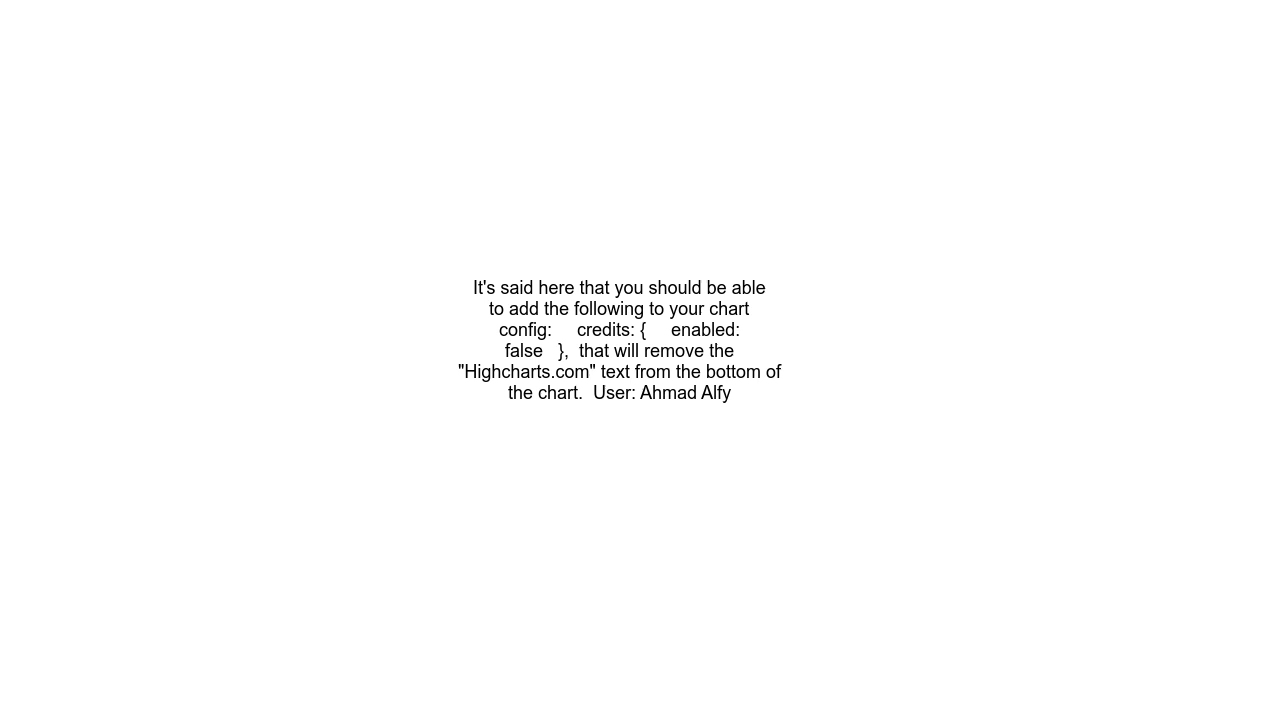 It's said here that you should be able
to add the following to your chart
config:     credits: {     enabled:
false   },  that will remove the
"Highcharts.com" text from the bottom of
the chart.  User: Ahmad Alfy